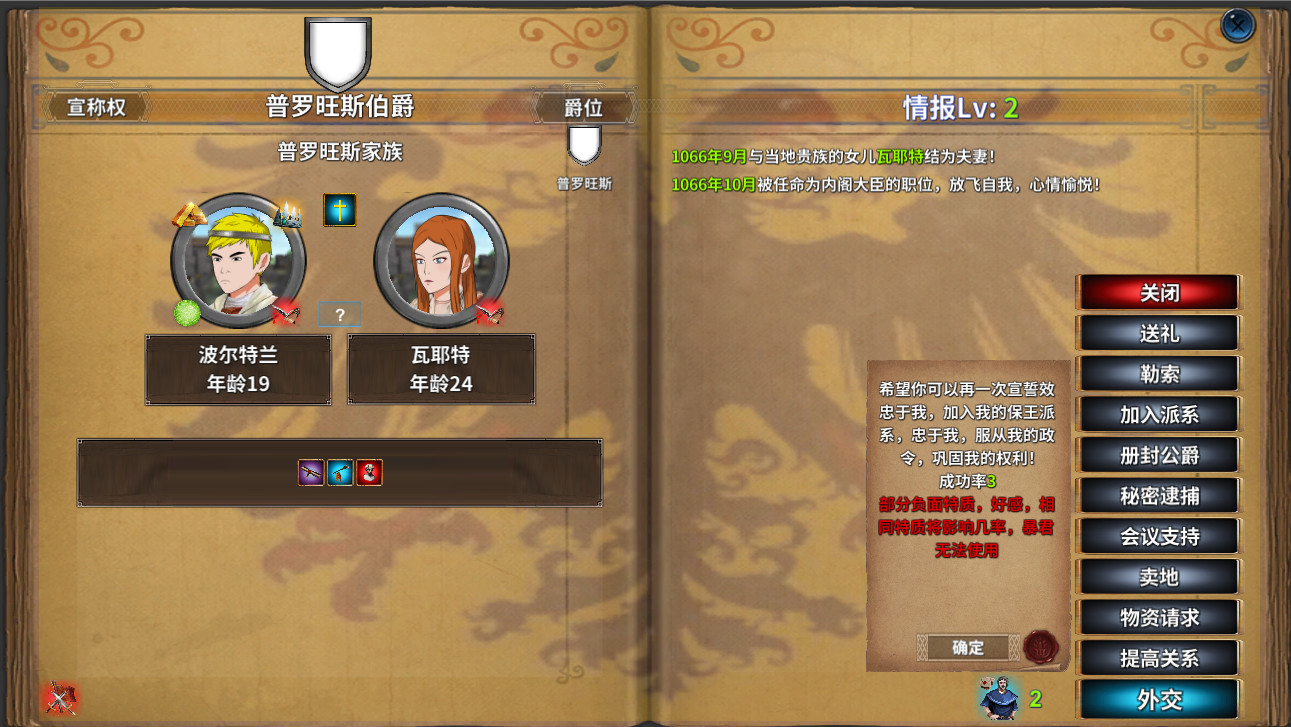 宣称权
普罗旺斯伯爵
爵位
普罗旺斯家族
普罗旺斯
?
波尔特兰
年龄19
瓦耶特
年龄24
情报Lv: 2
1066年9月与当地贵族的女儿瓦耶特结为夫妻！
1066年10月被任命为内阁大臣的职位，放飞自我，心情愉悦！
希望你可以再一次宣誓效
忠于我，加入我的保王派
系，忠于我，服从我的政
令，巩固我的权利！
成功率3
部分负面特质，好感，相
同特质将影响几率，暴君
无法使用
确定
2
关闭
送礼
勒索
加入派系
册封公爵
秘密逮捕
会议支持
卖地
物资请求
提高关系
外交